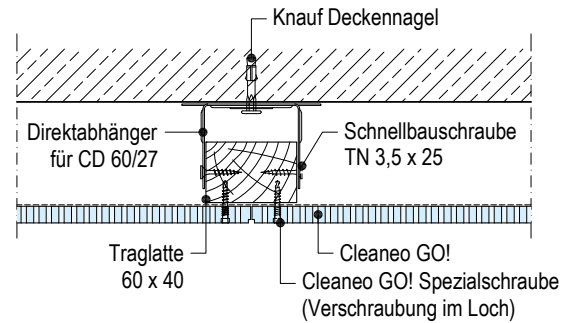 Knauf Deckennagel
Direktabhänger
für CD 60/27
Schnellbauschraube
TN 3,5 x 25
Traglatte
60 x 40
Cleaneo GO!
Cleaneo GO! Spezialschraube
(Verschraubung im Loch)